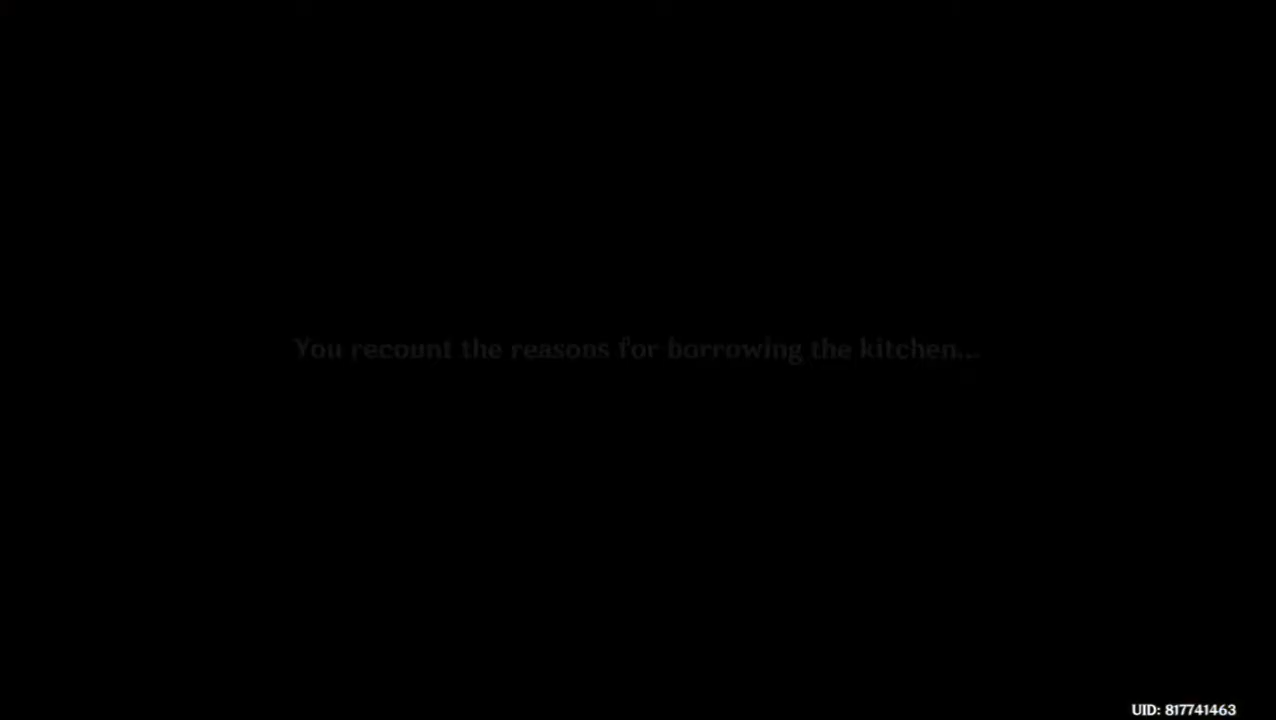 You recount the reasons for borrowing the kitchen...
UID: 817741463